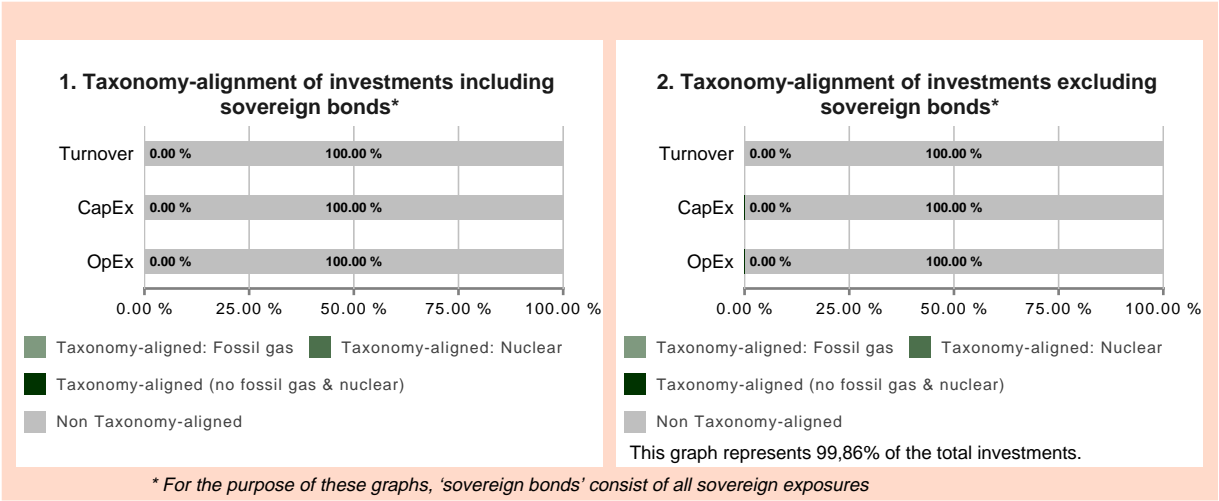 1. Taxonomy-alignment of investments including
sovereign bonds*
Turnover 0.00 % 100.00 %
CapEx 0.00 % 100.00 %
OpEx 0.00 % 100.00 %
0.00 % 25.00 % 50.00 % 75.00 % 100.00 %
Taxonomy-aligned: Fossil gas Taxonomy-aligned: Nuclear
Taxonomy-aligned (no fossil gas & nuclear)
Non Taxonomy-aligned
2. Taxonomy-alignment of investments excluding
sovereign bonds*
Turnover 0.00 % 100.00 %
CapEx 0.00 % 100.00 %
OpEx 0.00 % 100.00 %
0.00 % 25.00 % 50.00 % 75.00 % 100.00 %
Taxonomy-aligned: Fossil gas Taxonomy-aligned: Nuclear
Taxonomy-aligned (no fossil gas & nuclear)
Non Taxonomy-aligned
This graph represents 99,86% of the total investments.
* For the purpose of these graphs, ‘sovereign bonds’ consist of all sovereign exposures